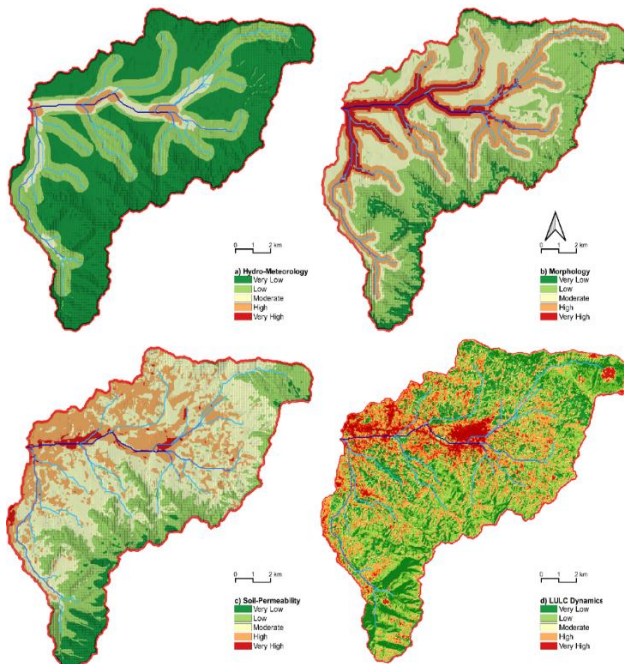 0 1 2 km
a) Hydro-Meteorology
Very Low
Low
Moderate
High
Very High
0 1 2 km
b) Morphology
Very Low
Low
Moderate
High
Very High
0 1 2 km
c) Soil-Permeability
Very Low
Low
Moderate
High
Very High
0 1 2 km
d) LULC Dynamics
Very Low
Low
Moderate
High
Very High